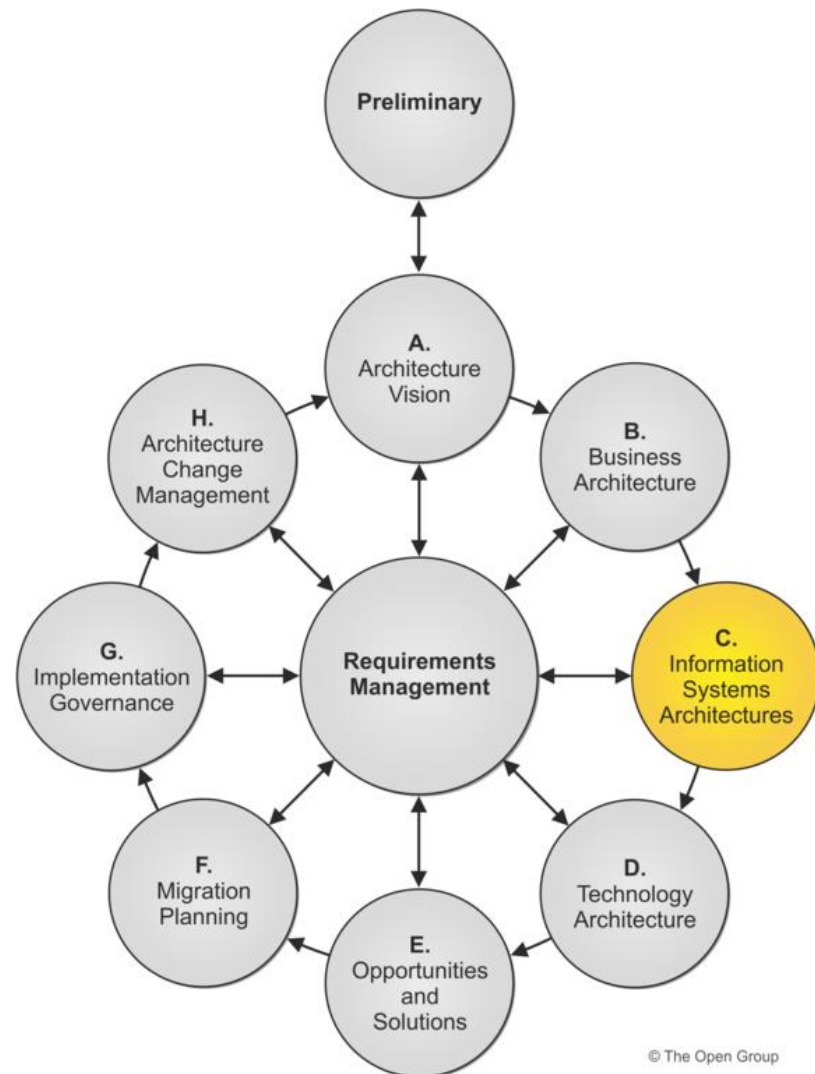 Preliminary
A.
Architecture
Vision
B.
Business
Architecture
C.
Information
Systems
Architectures
D.
Technology
Architecture
E.
Opportunities
and
Solutions
F.
Migration
Planning
G.
Implementation
Governance
H.
Architecture
Change
Management
Requirements
Management
© The Open Group